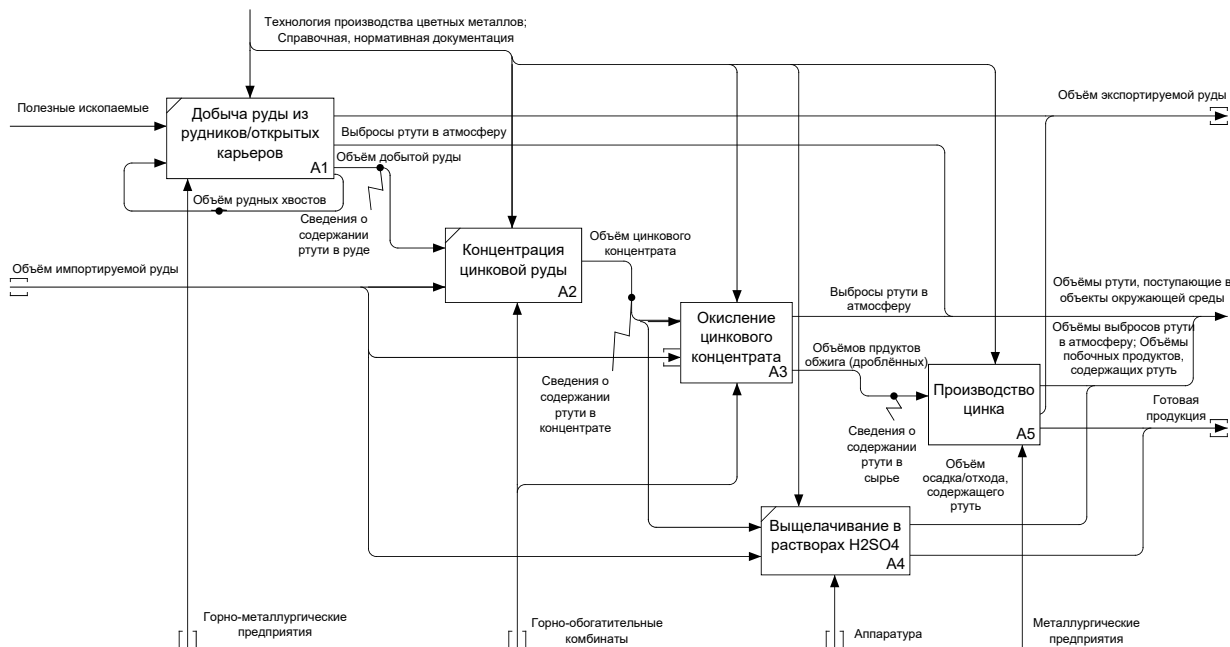 Технология производства цветных металлов;
Справочная, нормативная документация
Полезные ископаемые
Добыча руды из
рудников/открытых
карьеров
A1
Объём экспортируемой руды
Выбросы ртути в атмосферу
Объём добытой руды
Объём рудных хвостов
Сведения о
содержании
ртути в руде
Объём импортируемой руды
Концентрация
цинковой руды
A2
Объём цинкового
концентрата
Сведения о
содержании
ртути в
концентрате
Окисление
цинкового
концентрата
A3
Выбросы ртути в
атмосферу
Объёмов прдуктов
обжига (дроблённых)
Сведения о
содержании
ртути в
сырье
Объёмы ртути, поступающие в
объекты окружающей среды
Объёмы выбросов ртути
в атмосферу; Объёмы
побочных продуктов,
содержащих ртуть
Производство
цинка
A5
Готовая
продукция
Объём
осадка/отхода,
содержащего
ртуть
Выщелачивание в
растворах H2SO4
A4
Горно-металлургические
предприятия
Горно-обогатительные
комбинаты
Аппаратура
Металлургические
предприятия